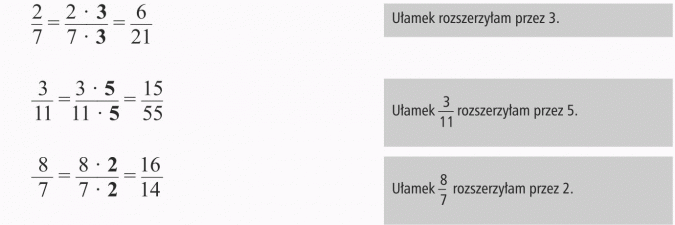 2/7 = 2 · 3/7 · 3 = 6/21
Ułamek rozszerzyłam przez 3.
3/11 = 3 · 5/11 · 5 = 15/55
Ułamek 3/11 rozszerzyłam przez 5.
8/7 = 8 · 2/7 · 2 = 16/14
Ułamek 8/7 rozszerzyłam przez 2.